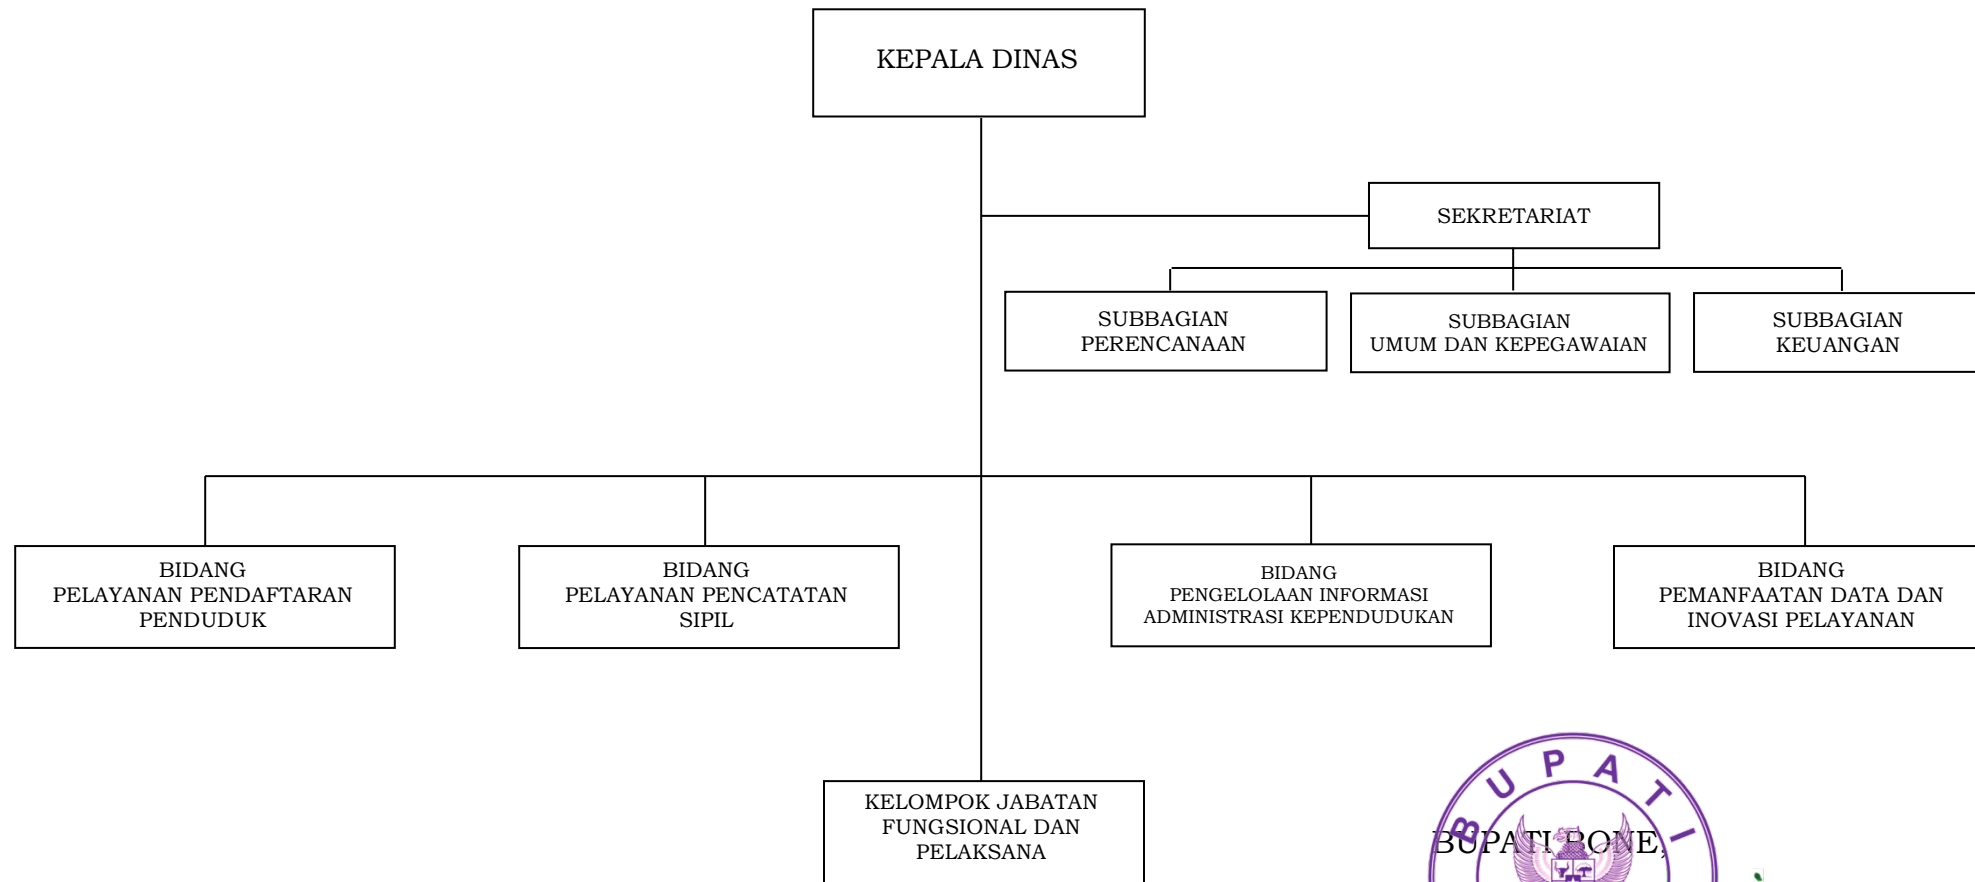 KEPALA DINAS
SEKRETARIAT
SUBBAGIAN
PERENCANAAN
SUBBAGIAN
UMUM DAN KEPEGAWAIAN
SUBBAGIAN
KEUANGAN
BIDANG
PELAYANAN PENDAFTARAN
PENDUDUK
BIDANG
PELAYANAN PENCATATAN
SIPIL
BIDANG
PENGELOLAAN INFORMASI
ADMINISTRASI KEPENDUDUKAN
BIDANG
PEMANFAATAN DATA DAN
INOVASI PELAYANAN
KELOMPOK JABATAN
FUNGSIONAL DAN
PELAKSANA
BUPATI
BUPATI BONE,